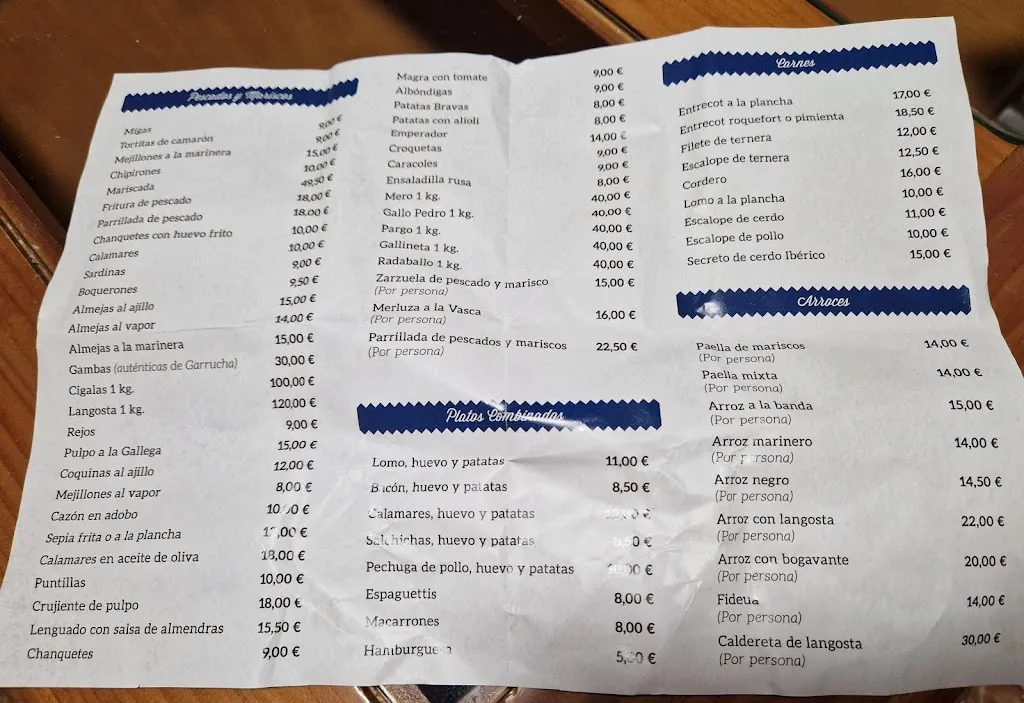 Pescados y Mariscos
Migas 9,00 €
Tortitas de camarón 9,00 €
Mejillones a la marinera 15,00 €
Chipirones 10,00 €
Mariscada 49,50 €
Fritura de pescado 18,00 €
Parrillada de pescado 18,00 €
Chanquetes con huevo frito 10,00 €
Calamares 10,00 €
Sardinas 9,00 €
Boquerones 9,50 €
Almejas al ajillo 15,00 €
Almejas al vapor 14,00 €
Almejas a la marinera 15,00 €
Gambas (auténticas de Garrucha) 30,00 €
Cigalas 1 kg. 100,00 €
Langosta 1 kg. 120,00 €
Rejos 9,00 €
Pulpo a la Gallega 15,00 €
Coquinas al ajillo 12,00 €
Mejillones al vapor 8,00 €
Cazón en adobo 10,00 €
Sepia frita o a la plancha
Calamares en aceite de oliva 18,00 €
Puntillas 10,00 €
Crujiente de pulpo 18,00 €
Lenguado con salsa de almendras 15,50 €
Chanquetes 9,00 €
Magra con tomate 9,00 €
Albóndigas 9,00 €
Patatas Bravas 8,00 €
Patatas con alioli 8,00 €
Emperador 14,00 €
Croquetas 9,00 €
Caracoles 9,00 €
Ensaladilla rusa 8,00 €
Mero 1 kg. 40,00 €
Gallo Pedro 1 kg. 40,00 €
Pargo 1 kg. 40,00 €
Gallineta 1 kg. 40,00 €
Radaballo 1 kg. 40,00 €
Zarzuela de pescado y marisco 15,00 €
(Por persona)
Merluza a la Vasca 16,00 €
(Por persona)
Parrillada de pescados y mariscos 22,50 €
(Por persona)
Platos Combinados
Lomo, huevo y patatas 11,00 €
Bacón, huevo y patatas 8,50 €
Calamares, huevo y patatas
Salchichas, huevo y patatas 8,50 €
Pechuga de pollo, huevo y patatas 10,00 €
Espaguettis 8,00 €
Macarrones 8,00 €
Hamburguesa
Carnes
Entrecot a la plancha 17,00 €
Entrecot roquefort o pimienta 18,50 €
Filete de ternera 12,00 €
Escalope de ternera 12,50 €
Cordero 16,00 €
Lomo a la plancha 10,00 €
Escalope de cerdo 11,00 €
Escalope de pollo 10,00 €
Secreto de cerdo Ibérico 15,00 €
Arroces
Paella de mariscos 14,00 €
(Por persona)
Paella mixta 14,00 €
(Por persona)
Arroz a la banda 15,00 €
(Por persona)
Arroz marinero 14,00 €
(Por persona)
Arroz negro 14,50 €
(Por persona)
Arroz con langosta 22,00 €
(Por persona)
Arroz con bogavante 20,00 €
(Por persona)
Fideua 14,00 €
(Por persona)
Caldereta de langosta 30,00 €
(Por persona)